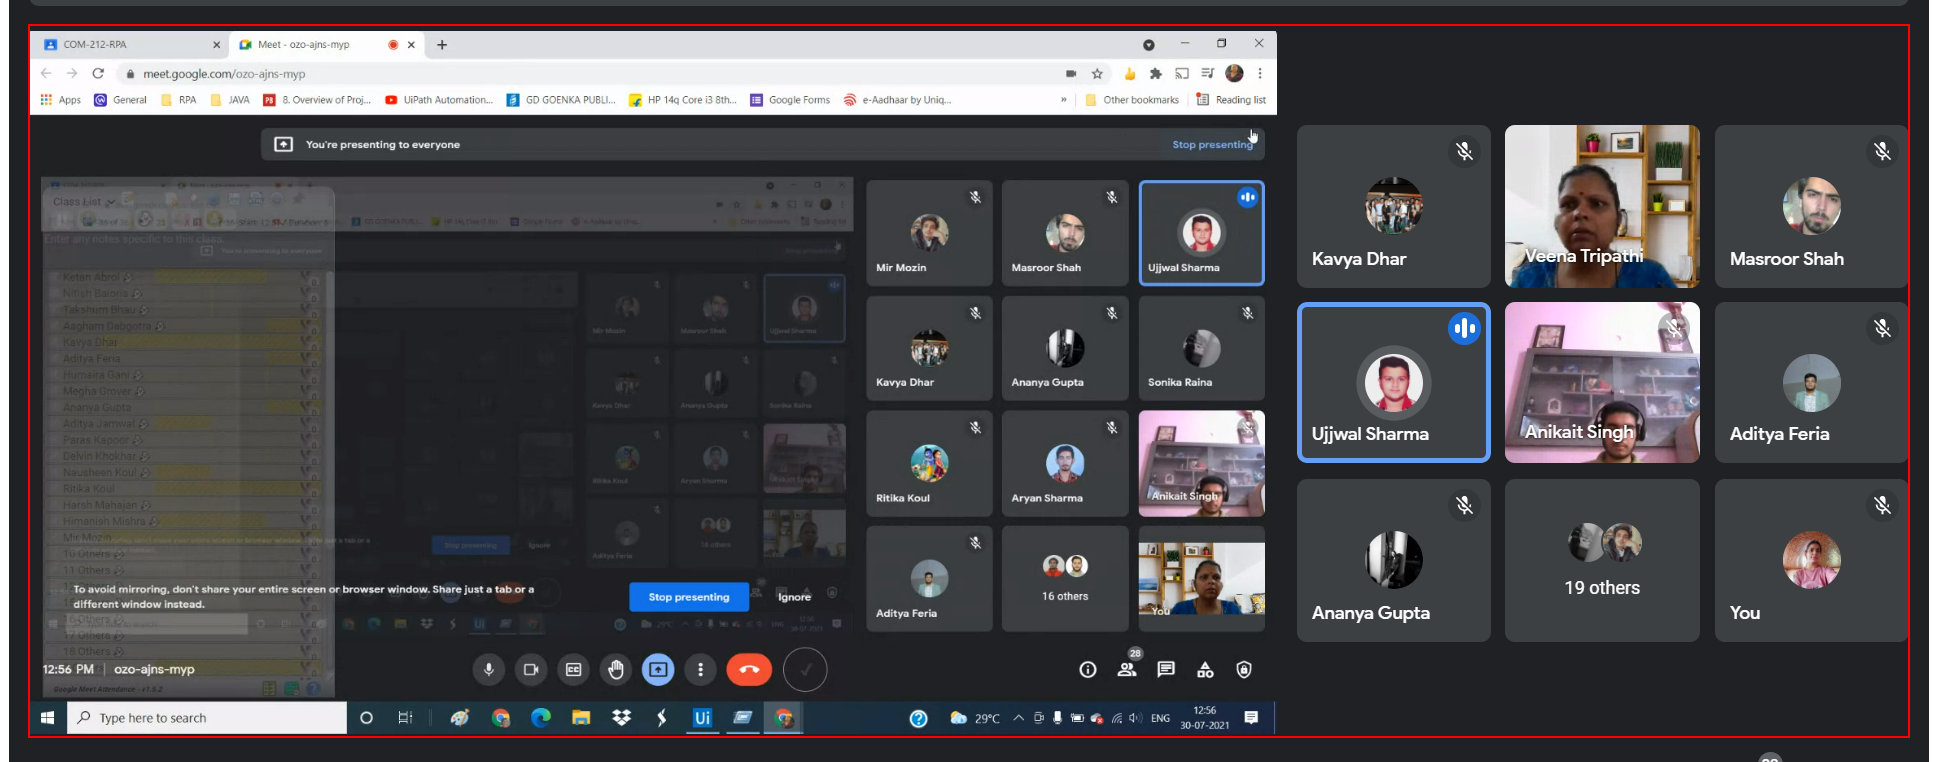 COM-212-RPA
Meet - ozo-ajns-myp
meet.google.com/ozo-ajns-myp
Apps General RPA JAVA 8. Overview of Proj... UiPath Automation... GD GOENKA PUBLI... HP 14q Core i3 8th... Google Forms e-Aadhaar by Uniq... » Other bookmarks Reading list
You're presenting to everyone
Stop presenting
Class List
Enter any notes specific to this class
Ketan Abrol
Nitish Baloria
Takshum Bhau
Aagham Dabgotra
Kavya Dhar
Aditya Feria
Humaira Gani
Megha Grover
Ananya Gupta
Aditya Jamwal
Paras Kapoor
Delvin Khokhar
Nausheen Koul
Ritika Koul
Harsh Mahajan
Himanish Mishra
Mir Mozin
10 Others
11 Others
16 Others
17 Others
18 Others
Google Meet Attendance
To avoid mirroring, don't share your entire screen or browser window. Share just a tab or a
different window instead.
Stop presenting
Ignore
12:56 PM | ozo-ajns-myp
Mir Mozin
Masroor Shah
Ujjwal Sharma
Kavya Dhar
Ananya Gupta
Sonika Raina
Ritika Koul
Aryan Sharma
Anikait Singh
Aditya Feria
16 others
You
28
Type here to search
Ui
29°C
ENG
12:56
30-07-2021
Kavya Dhar
Veena Tripathi
Masroor Shah
Ujjwal Sharma
Anikait Singh
Aditya Feria
Ananya Gupta
19 others
You